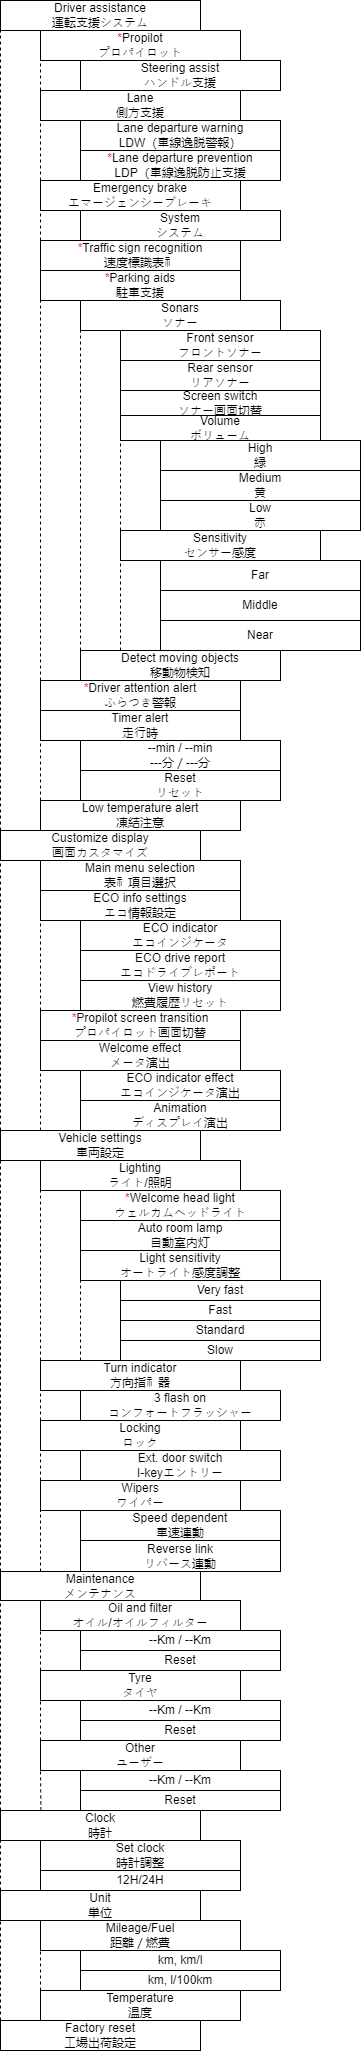 Driver assistance
運転支援システム
*Propilot
プロパイロット
Steering assist
ハンドル支援
Lane
側方支援
Lane departure warning
LDW（車線逸脱警報）
*Lane departure prevention
LDP（車線逸脱防止支援
Emergency brake
エマージェンシーブレーキ
System
システム
*Traffic sign recognition
速度標識表示
*Parking aids
駐車支援
Sonars
ソナー
Front sensor
フロントソナー
Rear sensor
リアソナー
Screen switch
ソナー画面切替
Volume
ボリューム
High
緑
Medium
黄
Low
赤
Sensitivity
センサー感度
Far
Middle
Near
Detect moving objects
移動物検知
*Driver attention alert
ふらつき警報
Timer alert
走行時
--min / --min
---分 / ---分
Reset
リセット
Low temperature alert
凍結注意
Customize display
画面カスタマイズ
Main menu selection
表示項目選択
ECO info settings
エコ情報設定
ECO indicator
エコインジケータ
ECO drive report
エコドライブレポート
View history
燃費履歴リセット
*Propilot screen transition
プロパイロット画面切替
Welcome effect
メータ演出
ECO indicator effect
エコインジケータ演出
Animation
ディスプレイ演出
Vehicle settings
車両設定
Lighting
ライト/照明
*Welcome head light
ウェルカムヘッドライト
Auto room lamp
自動室内灯
Light sensitivity
オートライト感度調整
Very fast
Fast
Standard
Slow
Turn indicator
方向指示器
3 flash on
コンフォートフラッシャー
Locking
ロック
Ext. door switch
I-keyエントリー
Wipers
ワイパー
Speed dependent
車速連動
Reverse link
リバース連動
Maintenance
メンテナンス
Oil and filter
オイル/オイルフィルター
--Km / --Km
Reset
Tyre
タイヤ
--Km / --Km
Reset
Other
ユーザー
--Km / --Km
Reset
Clock
時計
Set clock
時計調整
12H/24H
Unit
単位
Mileage/Fuel
距離 / 燃費
km, km/l
km, l/100km
Temperature
温度
Factory reset
工場出荷設定